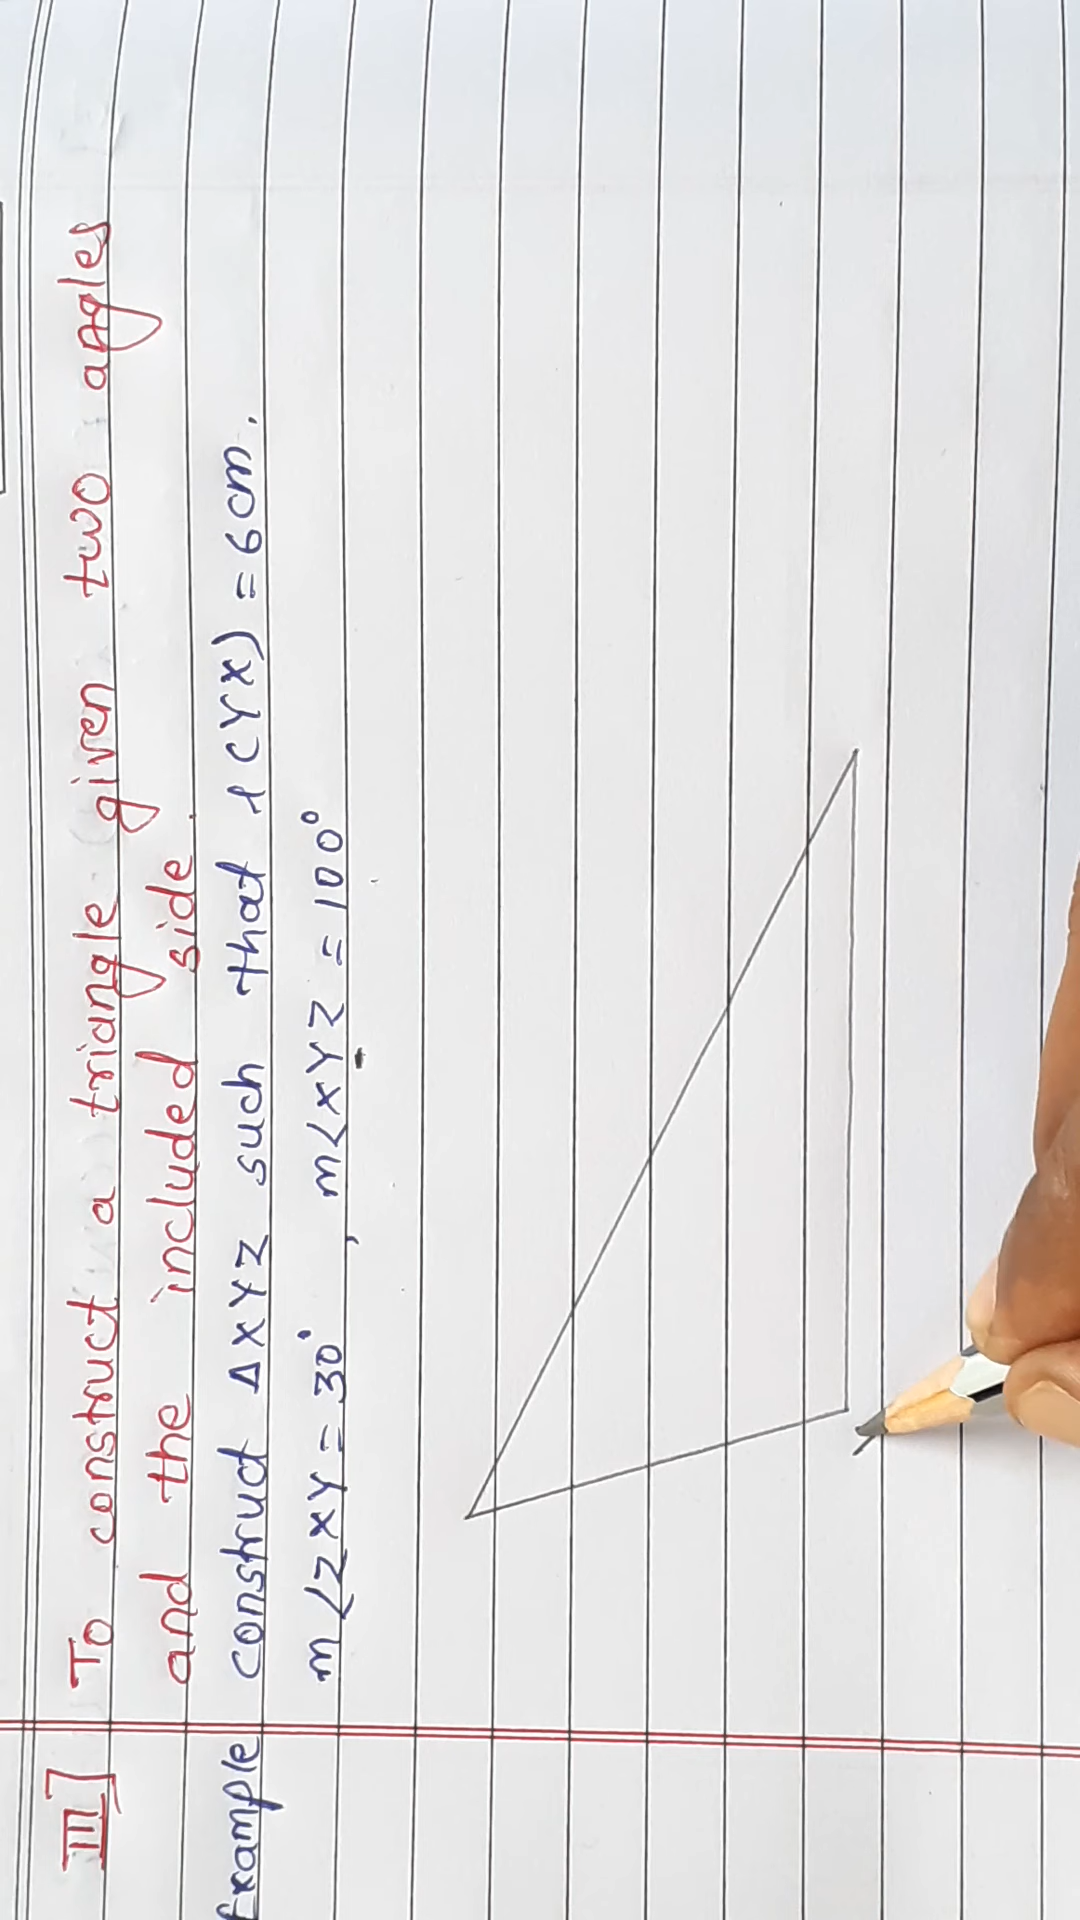 III] To construct a triangle given two angles
and the included side.
Example construct ΔXYZ such that l(YX) = 6cm.
m∠ZXY = 30°, m∠XYZ = 100°